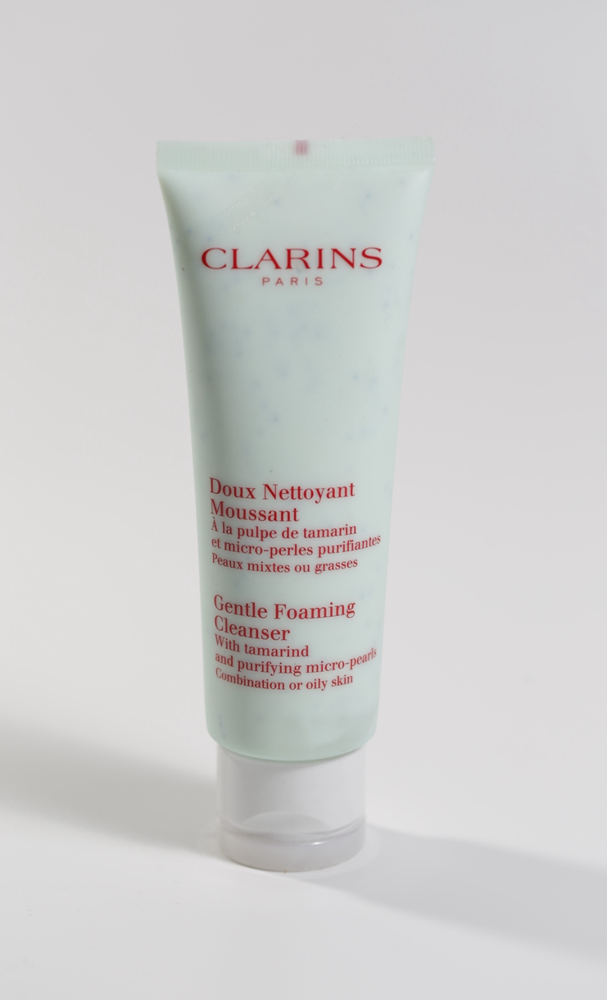 CLARINS
PARIS
Doux Nettoyant
Moussant
À la pulpe de tamarin
et micro-perles purifiantes
Peaux mixtes ou grasses
Gentle Foaming
Cleanser
With tamarind
and purifying micro-pearls
Combination or oily skin